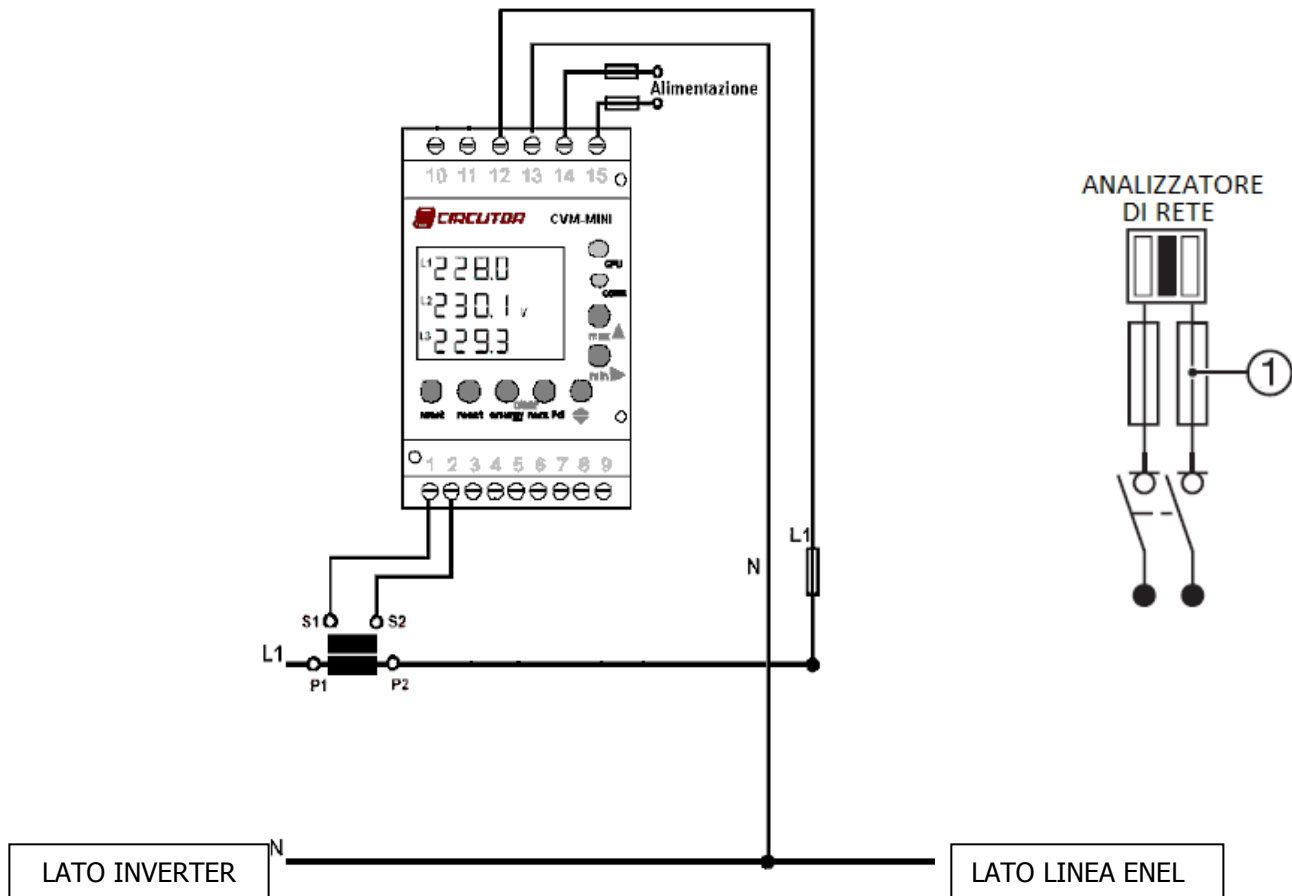 Alimentazione
10 11 12 13 14 15
CIRCUTOR CVM-MINI
CPU
COMM
L1 228.0
L2 230.1 V
L3 229.3
max
min
reset energy max Pd
1 2 3 4 5 6 7 8 9
ANALIZZATORE
DI RETE
1
L1
N
S1 S2
L1
P1 P2
N
LATO INVERTER
LATO LINEA ENEL